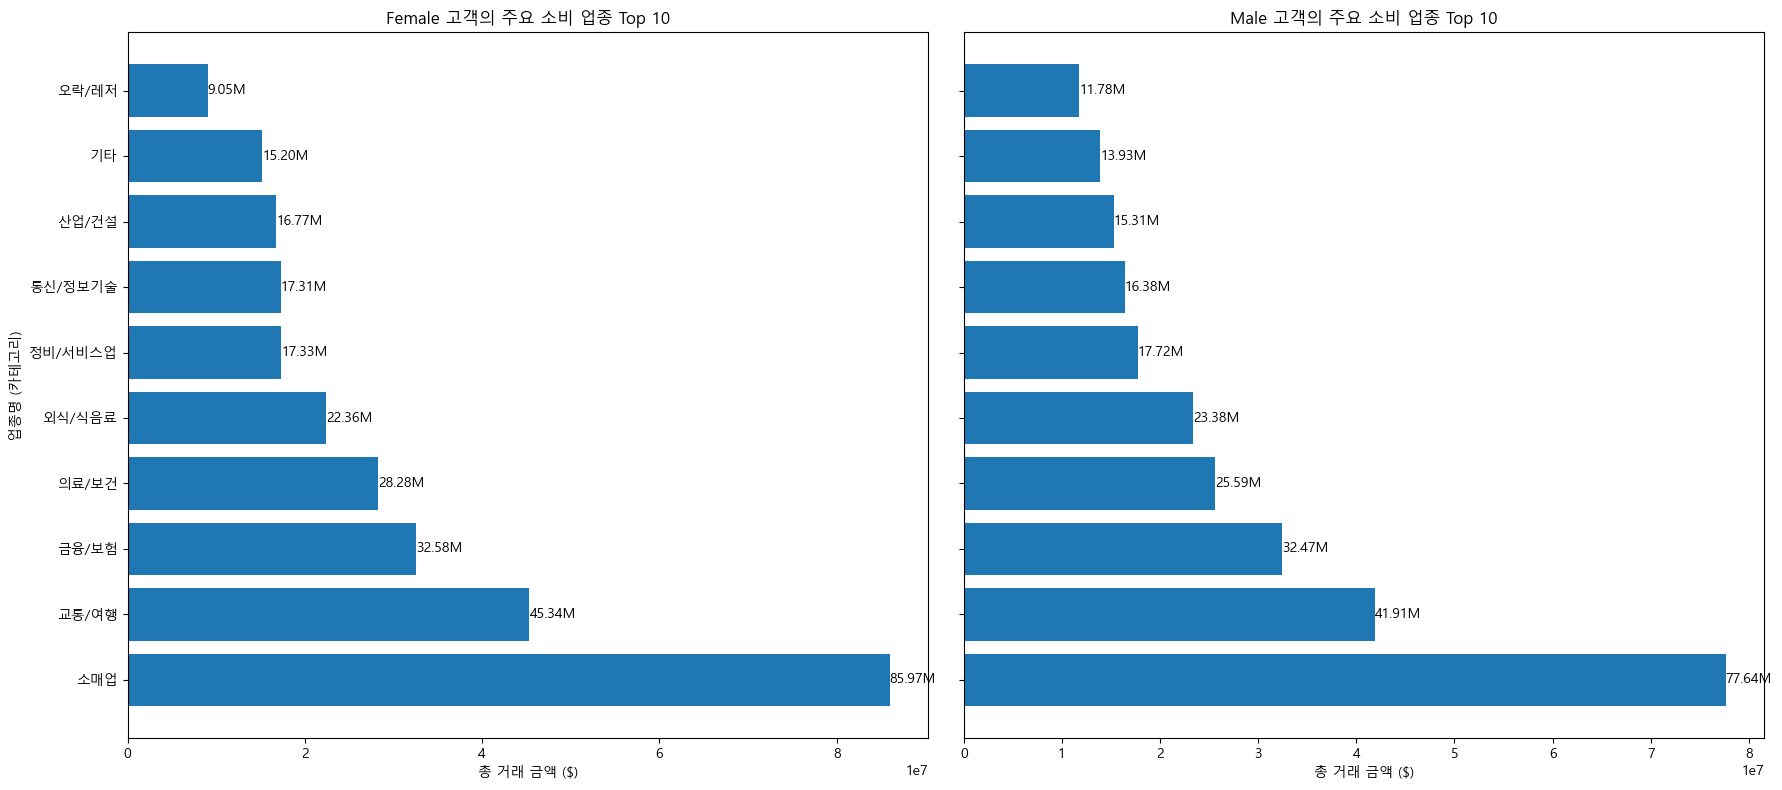 Female 고객의 주요 소비 업종 Top 10
업종명 (카테고리)
오락/레저
9.05M
기타
15.20M
산업/건설
16.77M
통신/정보기술
17.31M
정비/서비스업
17.33M
외식/식음료
22.36M
의료/보건
28.28M
금융/보험
32.58M
교통/여행
45.34M
소매업
85.97M
0 2 4 6 8
1e7
총 거래 금액 ($)
Male 고객의 주요 소비 업종 Top 10
11.78M
13.93M
15.31M
16.38M
17.72M
23.38M
25.59M
32.47M
41.91M
77.64M
0 1 2 3 4 5 6 7 8
1e7
총 거래 금액 ($)